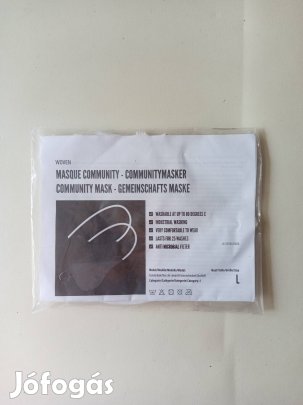 WOVEN
MASQUE COMMUNITY - COMMUNITYMASKER
COMMUNITY MASK - GEMEINSCHAFTS MASKE
WASHABLE AT UP TO 60 DEGREES C
INDUSTRIAL WASHING
VERY COMFORTABLE TO WEAR
LASTS FOR 25 WASHES
ANTI MICROBIAL FILTER
L
Jófogás